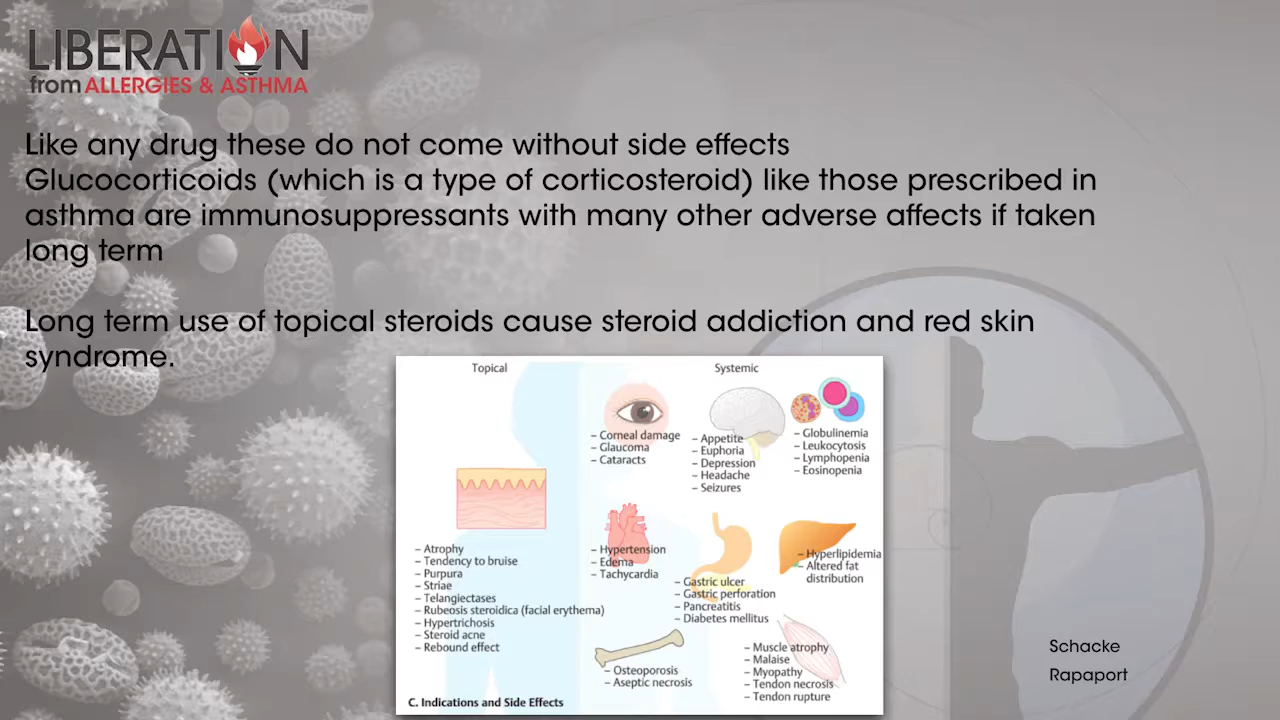 LIBERATION
from ALLERGIES & ASTHMA
Like any drug these do not come without side effects
Glucocorticoids (which is a type of corticosteroid) like those prescribed in
asthma are immunosuppressants with many other adverse affects if taken
long term
Long term use of topical steroids cause steroid addiction and red skin
syndrome.
Topical
Systemic
– Corneal damage
– Glaucoma
– Cataracts
– Appetite
– Euphoria
– Depression
– Headache
– Seizures
– Globulinemia
– Leukocytosis
– Lymphopenia
– Eosinopenia
– Atrophy
– Tendency to bruise
– Purpura
– Striae
– Telangiectases
– Rubeosis steroidica (facial erythema)
– Hypertrichosis
– Steroid acne
– Rebound effect
– Hypertension
– Edema
– Tachycardia
– Gastric ulcer
– Gastric perforation
– Pancreatitis
– Diabetes mellitus
– Hyperlipidemia
– Altered fat
distribution
– Osteoporosis
– Aseptic necrosis
– Muscle atrophy
– Malaise
– Myopathy
– Tendon necrosis
– Tendon rupture
C. Indications and Side Effects
Schacke
Rapaport